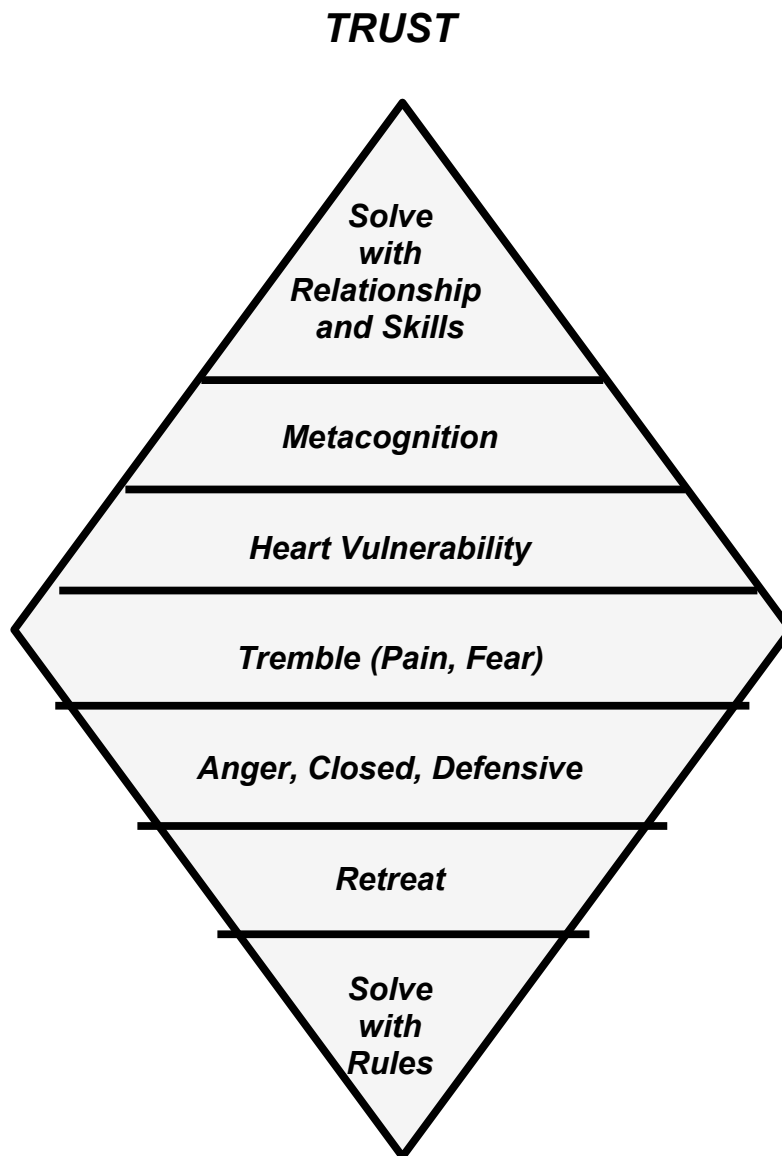 TRUST
Solve
with
Relationship
and Skills
Metacognition
Heart Vulnerability
Tremble (Pain, Fear)
Anger, Closed, Defensive
Retreat
Solve
with
Rules